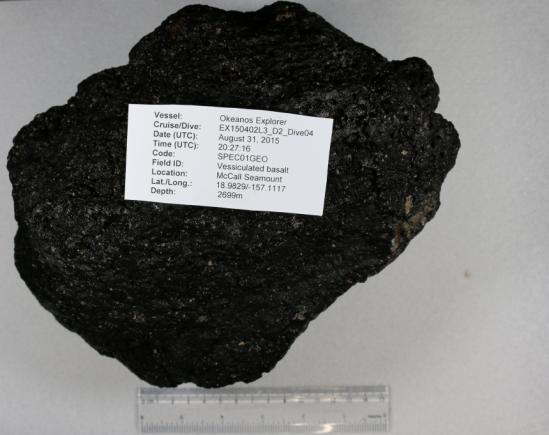 Vessel: Okeanos Explorer
Cruise/Dive: EX150402L3_D2_Dive04
Date (UTC): August 31, 2015
Time (UTC): 20:27:16
Code: SPEC01GEO
Field ID: Vessiculated basalt
Location: McCall Seamount
Lat./Long.: 18.9829/-157.1117
Depth: 2699m